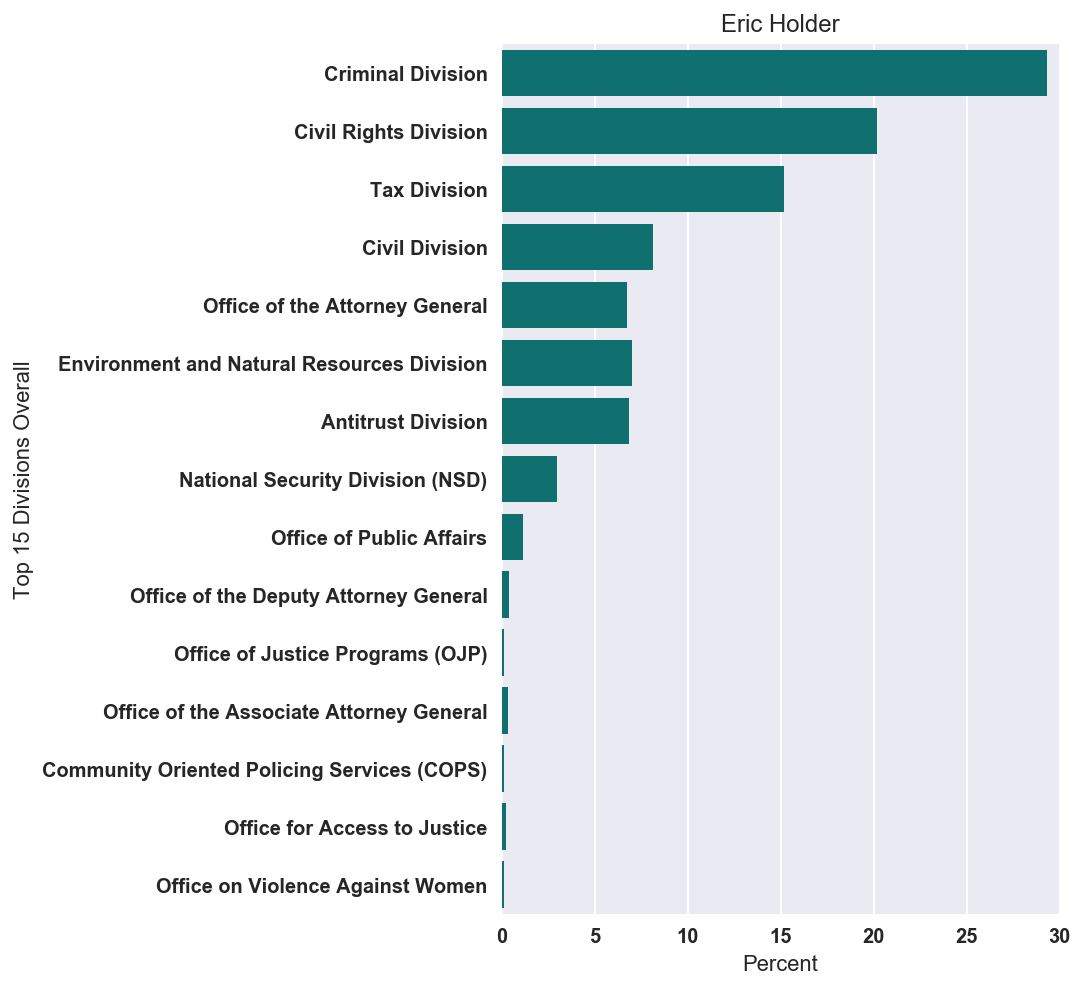 Eric Holder
Top 15 Divisions Overall
Criminal Division
Civil Rights Division
Tax Division
Civil Division
Office of the Attorney General
Environment and Natural Resources Division
Antitrust Division
National Security Division (NSD)
Office of Public Affairs
Office of the Deputy Attorney General
Office of Justice Programs (OJP)
Office of the Associate Attorney General
Community Oriented Policing Services (COPS)
Office for Access to Justice
Office on Violence Against Women
0 5 10 15 20 25 30
Percent